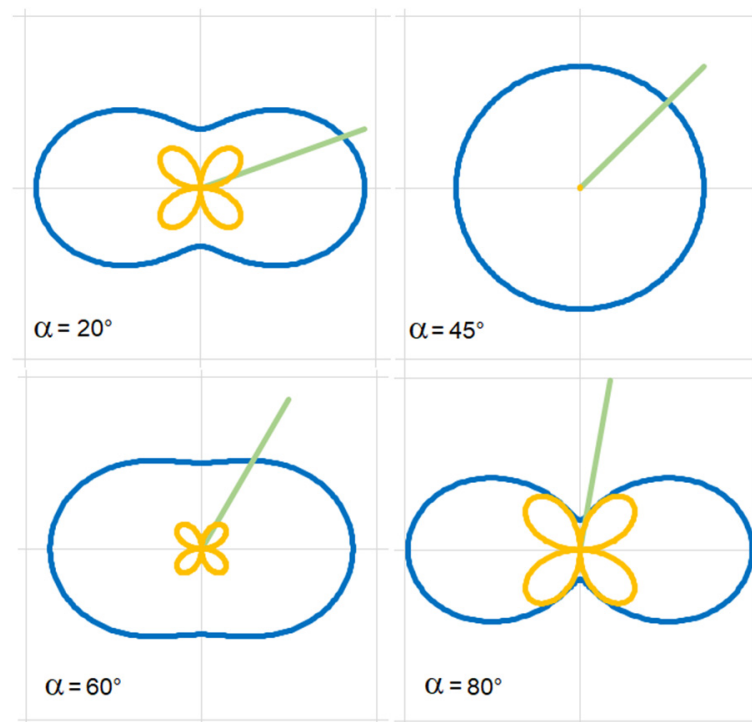 α = 20°
α = 45°
α = 60°
α = 80°